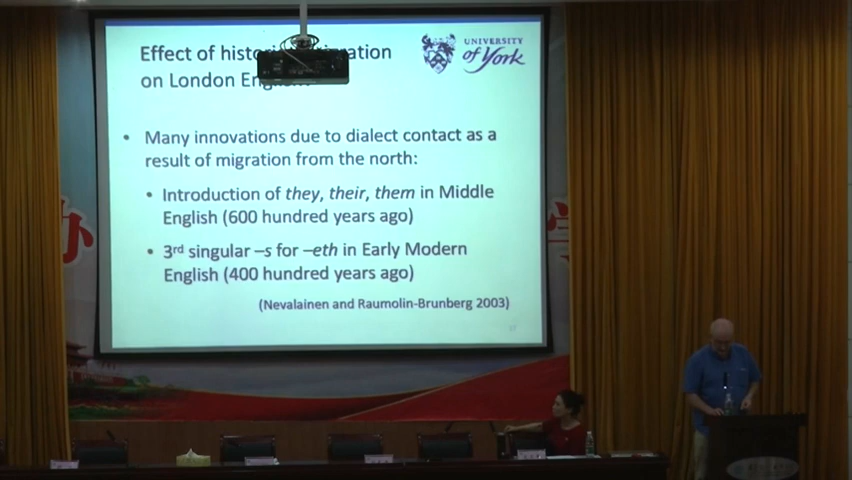 Effect of
on London
UNIVERSITY
of York
• Many innovations due to dialect contact as a
result of migration from the north:
• Introduction of they, their, them in Middle
English (600 hundred years ago)
• 3rd singular –s for –eth in Early Modern
English (400 hundred years ago)
(Nevalainen and Raumolin-Brunberg 2003)